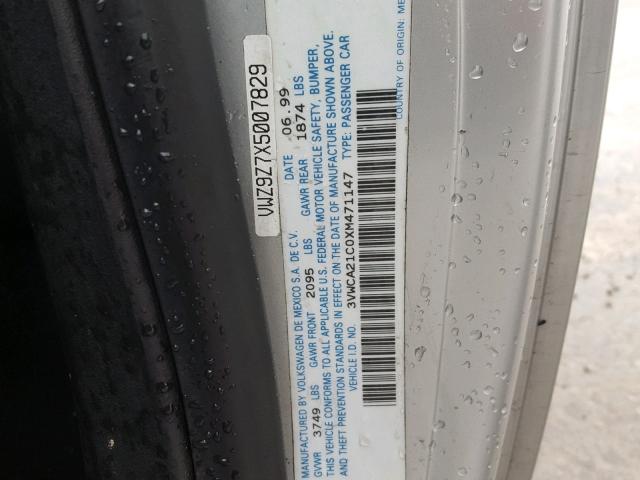 VWZ9Z7X5007829
MANUFACTURED BY VOLKSWAGEN DE MEXICO S.A. DE C.V. DATE 06.99
GVWR 3749 LBS GAWR FRONT 2095 LBS GAWR REAR 1874 LBS
THIS VEHICLE CONFORMS TO ALL APPLICABLE U.S. FEDERAL MOTOR VEHICLE SAFETY, BUMPER,
AND THEFT PREVENTION STANDARDS IN EFFECT ON THE DATE OF MANUFACTURE SHOWN ABOVE.
VEHICLE I.D. NO. 3VWCA21C0XM471147 TYPE: PASSENGER CAR
COUNTRY OF ORIGIN: ME